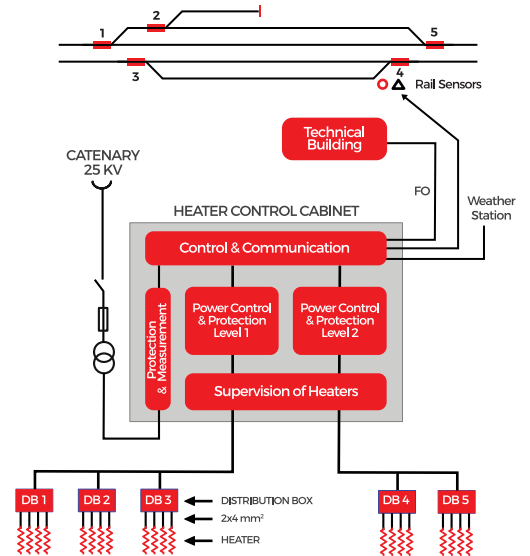 2
1
5
3
4
Rail Sensors
Technical
Building
CATENARY
25 KV
FO
Weather
Station
HEATER CONTROL CABINET
Control & Communication
Protection
& Measurement
Power Control
& Protection
Level 1
Power Control
& Protection
Level 2
Supervision of Heaters
DB 1
DB 2
DB 3
DISTRIBUTION BOX
DB 4
DB 5
2x4 mm²
HEATER